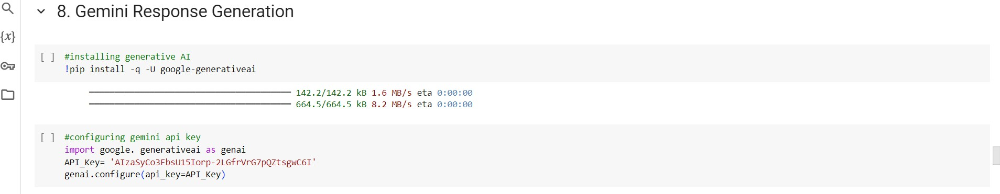 8. Gemini Response Generation
{x}
[ ] #installing generative AI
!pip install -q -U google-generativeai
142.2/142.2 kB 1.6 MB/s eta 0:00:00
664.5/664.5 kB 8.2 MB/s eta 0:00:00
[ ] #configuring gemini api key
import google. generativeai as genai
API_Key= 'AIzaSyCo3FbsU15Iorp-2LGfrVrG7pQZtsgwC6I'
genai.configure(api_key=API_Key)